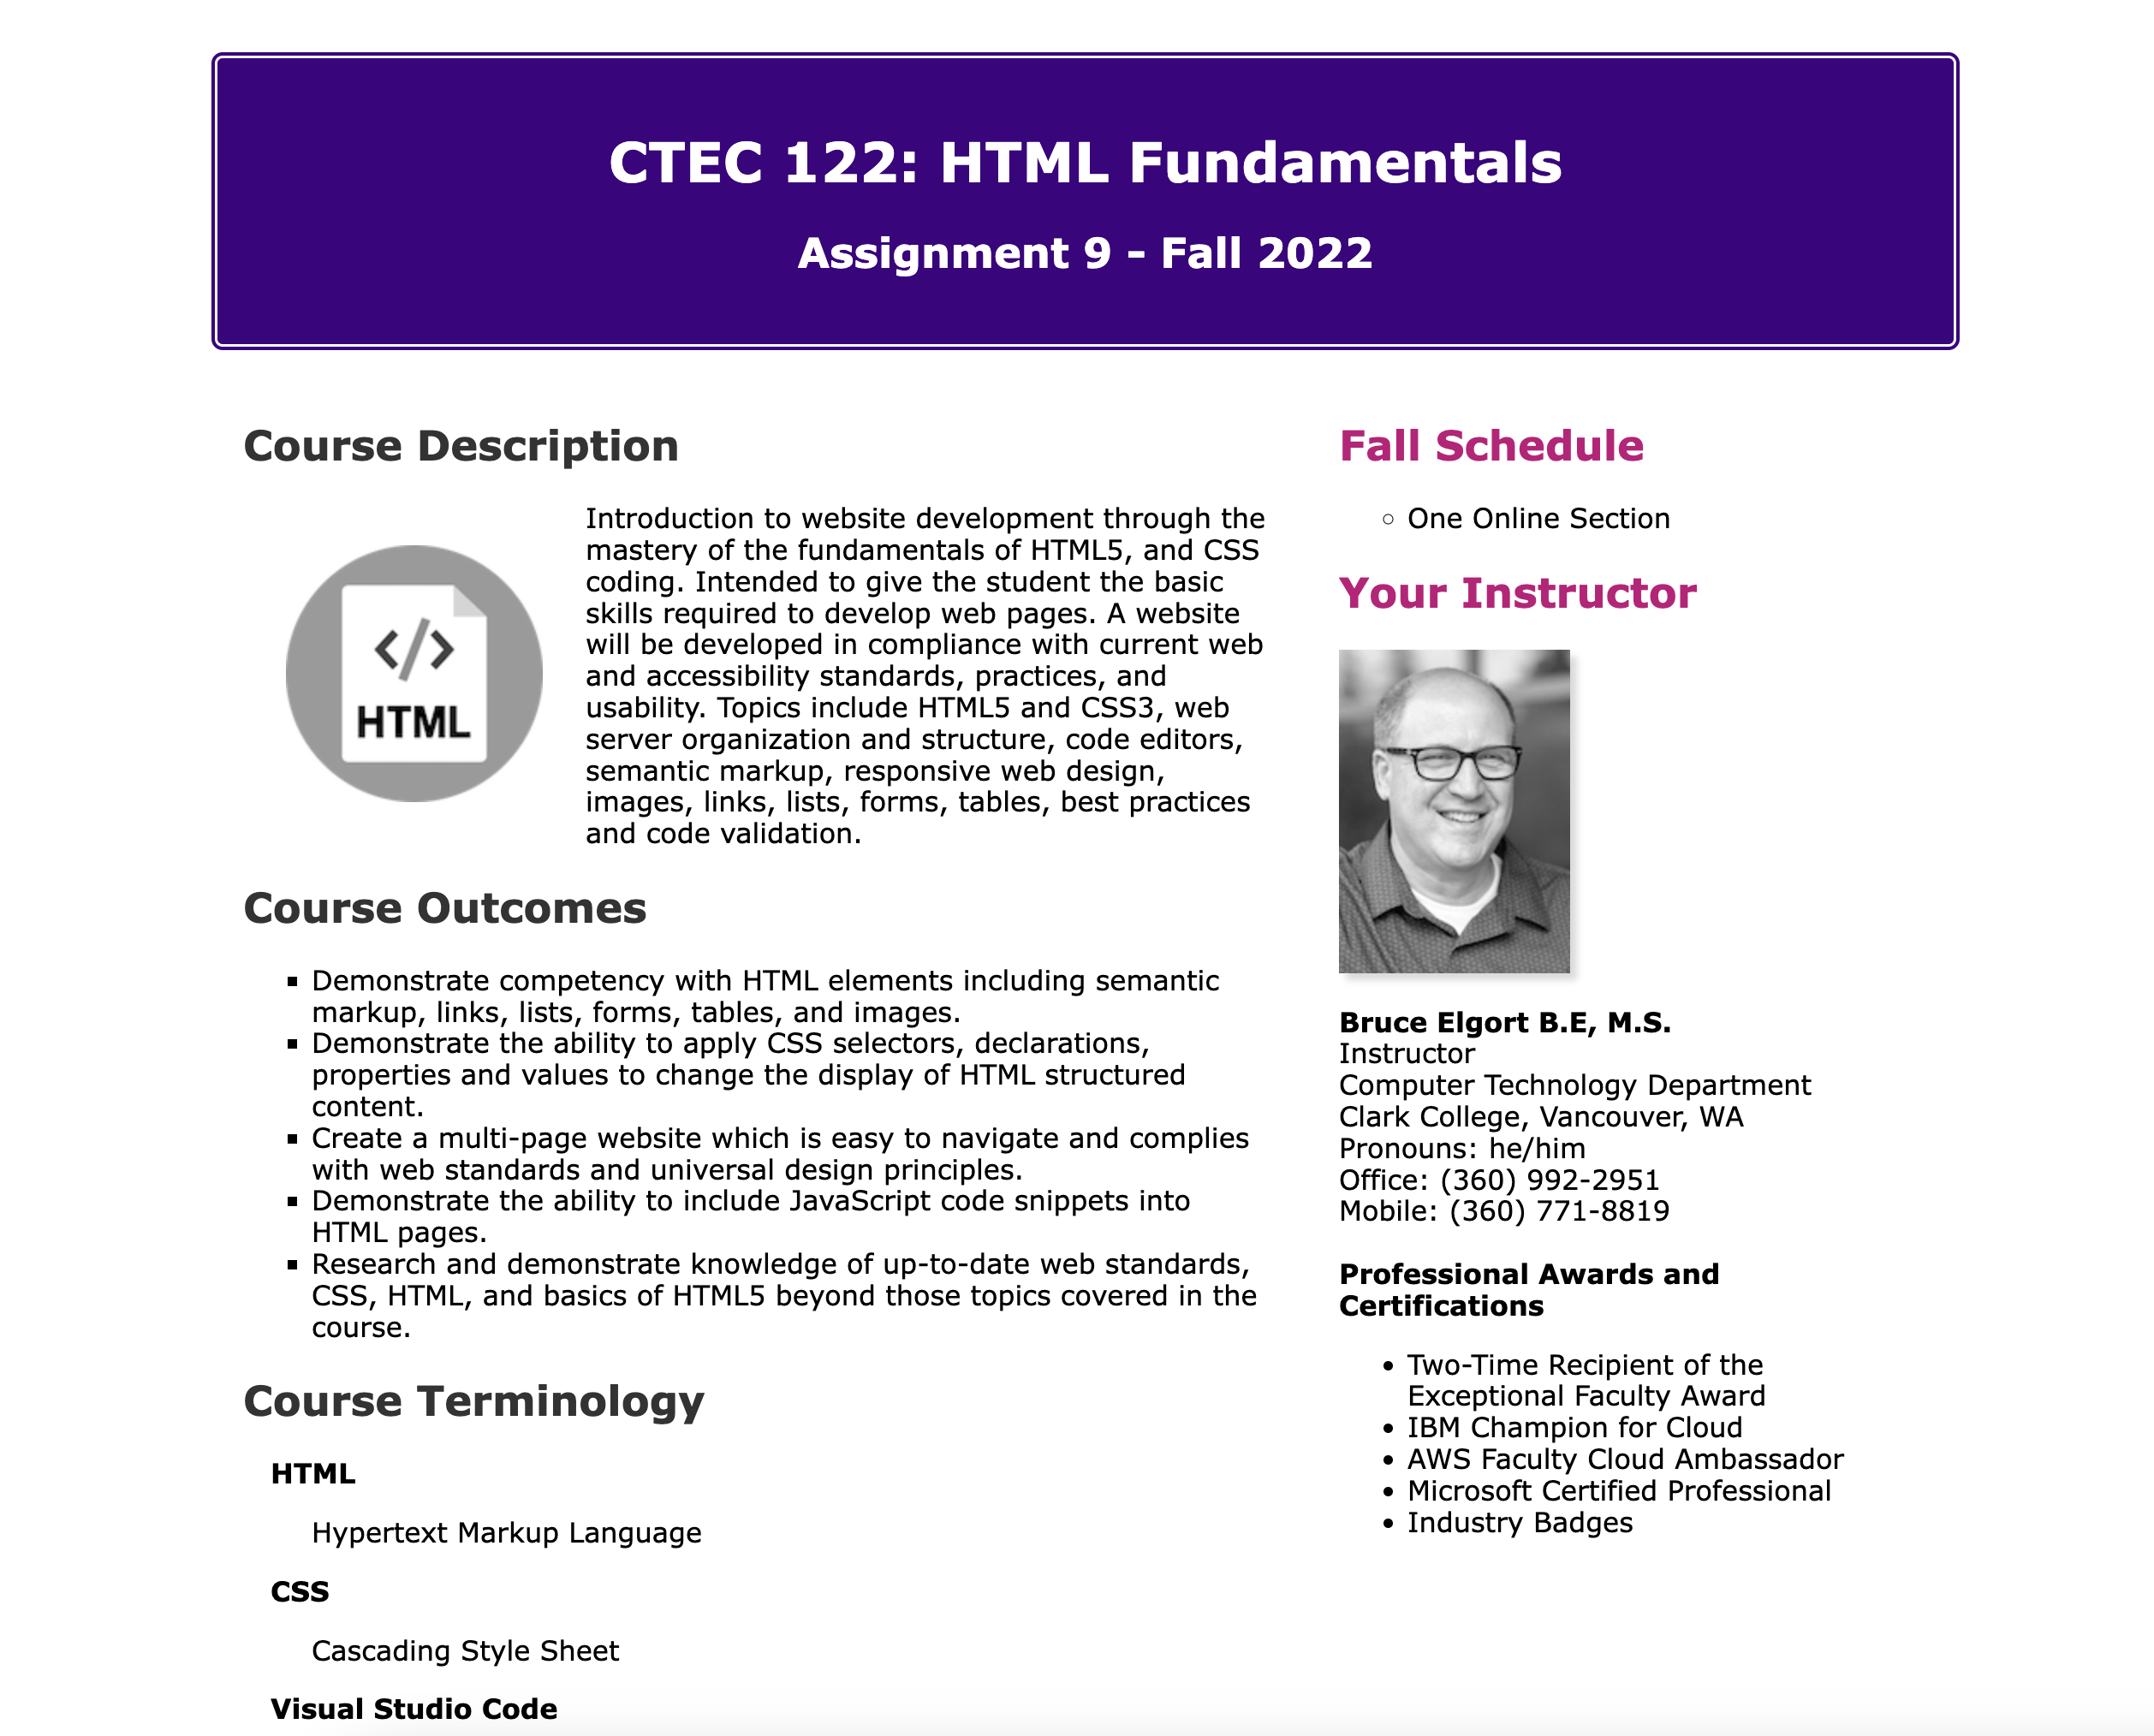 CTEC 122: HTML Fundamentals
Assignment 9 - Fall 2022
Course Description
</>
HTML
Introduction to website development through the
mastery of the fundamentals of HTML5, and CSS
coding. Intended to give the student the basic
skills required to develop web pages. A website
will be developed in compliance with current web
and accessibility standards, practices, and
usability. Topics include HTML5 and CSS3, web
server organization and structure, code editors,
semantic markup, responsive web design,
images, links, lists, forms, tables, best practices
and code validation.
Course Outcomes
Demonstrate competency with HTML elements including semantic
markup, links, lists, forms, tables, and images.
Demonstrate the ability to apply CSS selectors, declarations,
properties and values to change the display of HTML structured
content.
Create a multi-page website which is easy to navigate and complies
with web standards and universal design principles.
Demonstrate the ability to include JavaScript code snippets into
HTML pages.
Research and demonstrate knowledge of up-to-date web standards,
CSS, HTML, and basics of HTML5 beyond those topics covered in the
course.
Course Terminology
HTML
Hypertext Markup Language
CSS
Cascading Style Sheet
Visual Studio Code
Fall Schedule
One Online Section
Your Instructor
Bruce Elgort B.E, M.S.
Instructor
Computer Technology Department
Clark College, Vancouver, WA
Pronouns: he/him
Office: (360) 992-2951
Mobile: (360) 771-8819
Professional Awards and
Certifications
Two-Time Recipient of the
Exceptional Faculty Award
IBM Champion for Cloud
AWS Faculty Cloud Ambassador
Microsoft Certified Professional
Industry Badges